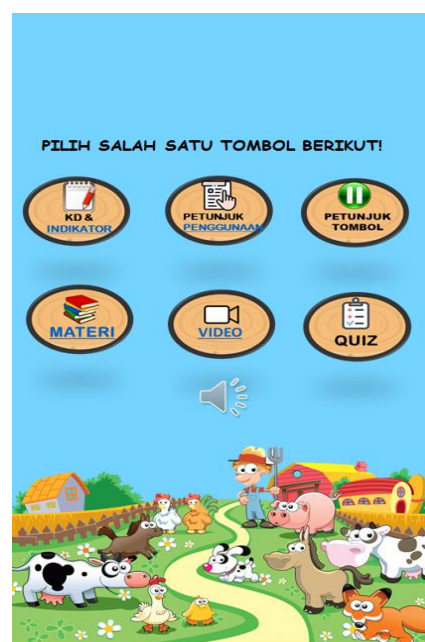 PILIH SALAH SATU TOMBOL BERIKUT!
KD &
INDIKATOR
PETUNJUK
PENGGUNAAN
PETUNJUK
TOMBOL
MATERI
VIDEO
QUIZ